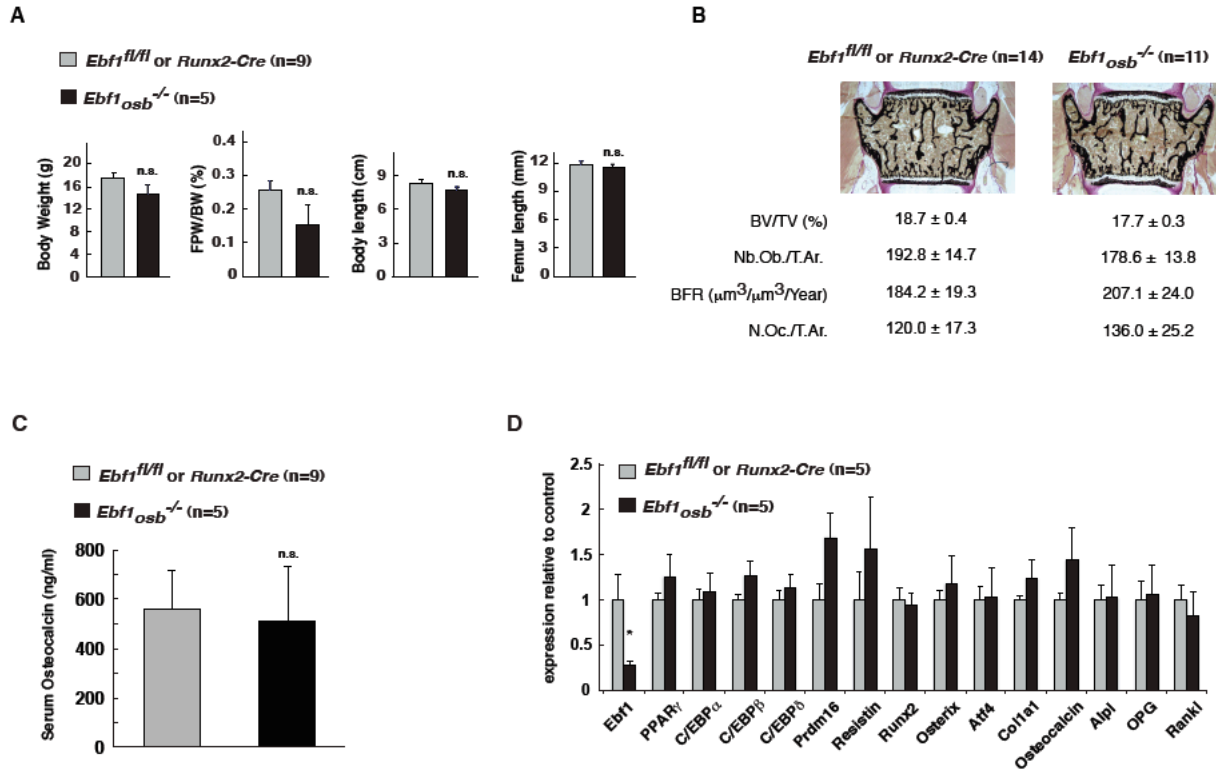 A
Ebf1fl/fl or Runx2-Cre (n=9)
Ebf1osb-/- (n=5)
Body Weight (g)
20
16
12
8
4
0
n.s.
FPW/BW (%)
0.4
0.3
0.2
0.1
0
n.s.
Body length (cm)
9
6
3
0
n.s.
Femur length (mm)
12
9
6
3
0
n.s.
B
Ebf1fl/fl or Runx2-Cre (n=14) Ebf1osb-/- (n=11)
BV/TV (%) 18.7 ± 0.4 17.7 ± 0.3
Nb.Ob./T.Ar. 192.8 ± 14.7 178.6 ± 13.8
BFR (μm3/μm3/Year) 184.2 ± 19.3 207.1 ± 24.0
N.Oc./T.Ar. 120.0 ± 17.3 136.0 ± 25.2
C
Ebf1fl/fl or Runx2-Cre (n=9)
Ebf1osb-/- (n=5)
Serum Osteocalcin (ng/ml)
800
600
400
200
0
n.s.
D
Ebf1fl/fl or Runx2-Cre (n=5)
Ebf1osb-/- (n=5)
expression relative to control
2.5
2
1.5
1
0.5
0
*
Ebf1
PPARγ
C/EBPα
C/EBPβ
C/EBPδ
Prdm16
Resistin
Runx2
Osterix
Atf4
Col1a1
Osteocalcin
Alpl
OPG
Rankl